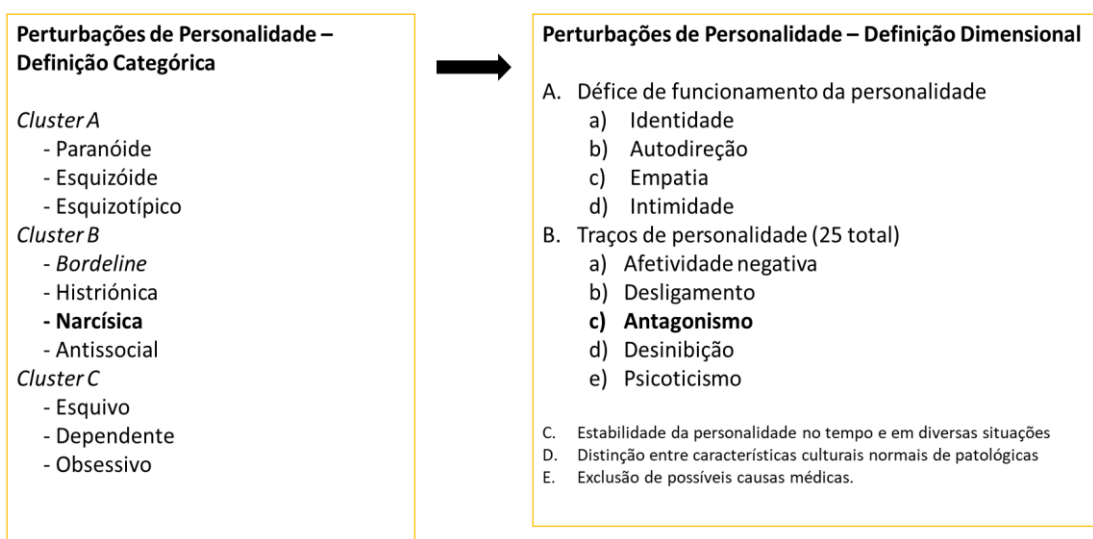 Perturbações de Personalidade –
Definição Categórica
Cluster A
- Paranóide
- Esquizóide
- Esquizotípico
Cluster B
- Bordeline
- Histriónica
- Narcísica
- Antissocial
Cluster C
- Esquivo
- Dependente
- Obsessivo
Perturbações de Personalidade – Definição Dimensional
A. Défice de funcionamento da personalidade
a) Identidade
b) Autodireção
c) Empatia
d) Intimidade
B. Traços de personalidade (25 total)
a) Afetividade negativa
b) Desligamento
c) Antagonismo
d) Desinibição
e) Psicoticismo
C. Estabilidade da personalidade no tempo e em diversas situações
D. Distinção entre características culturais normais de patológicas
E. Exclusão de possíveis causas médicas.